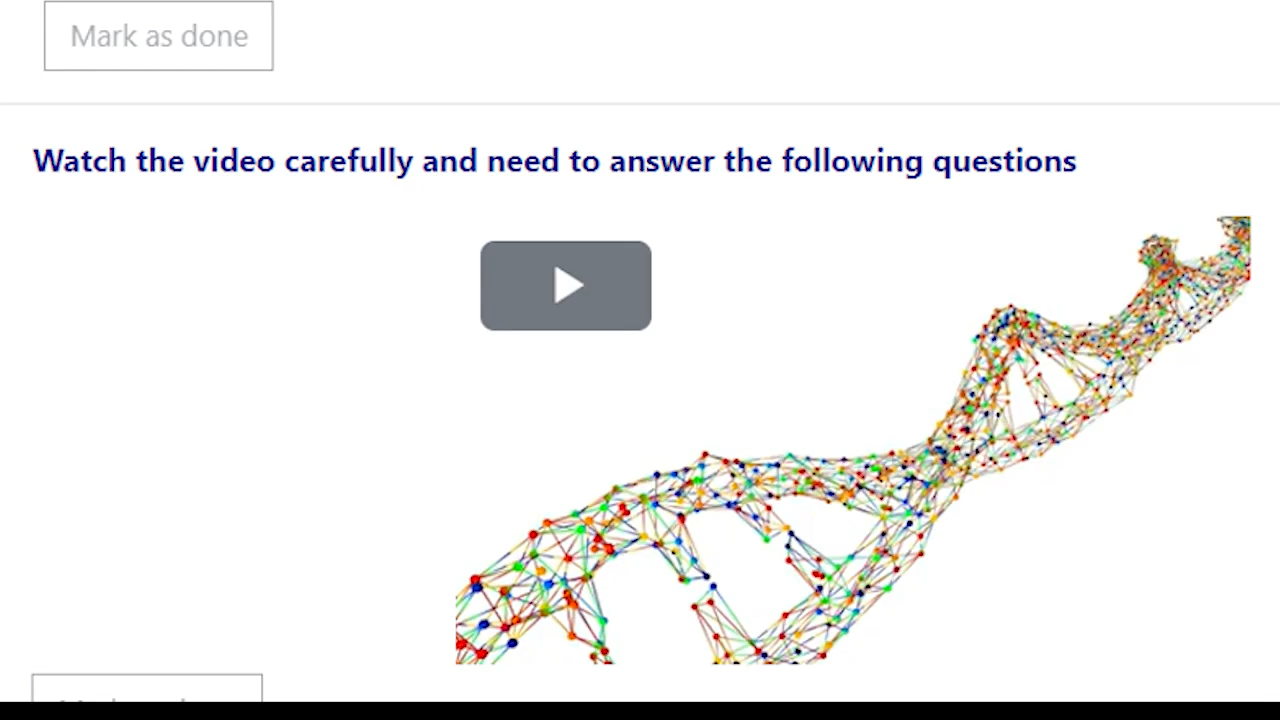 Mark as done
Watch the video carefully and need to answer the following questions